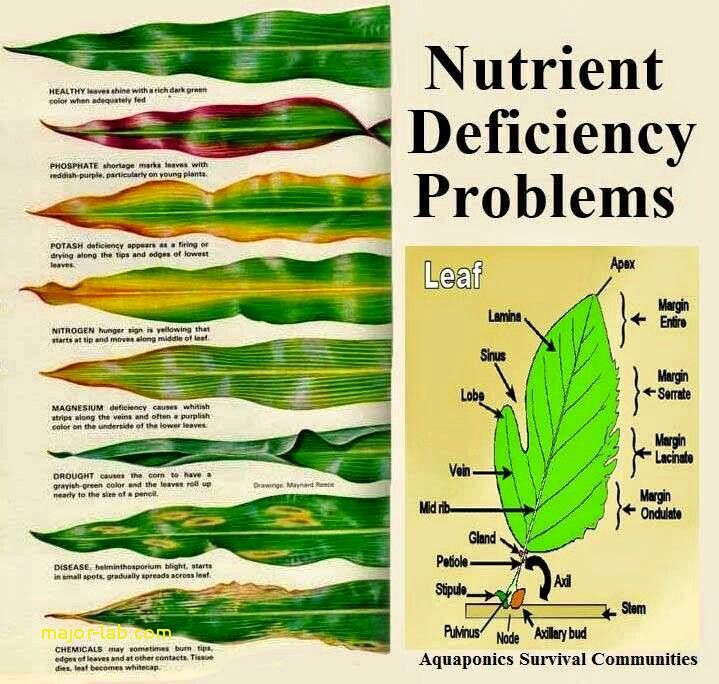 Nutrient
Deficiency
Problems
HEALTHY leaves shine with a rich dark green
color when adequately fed
PHOSPHATE shortage marks leaves with
reddish-purple, particularly on young plants.
POTASH deficiency appears as a firing or
drying along the tips and edges of lowest
leaves.
NITROGEN hunger sign is yellowing that
starts at tip and moves along middle of leaf.
MAGNESIUM deficiency causes whitish
strips along the veins and often a purplish
color on the underside of the lower leaves.
DROUGHT causes the corn to have a
grayish-green color and the leaves roll up
nearly to the size of a pencil.
Drawings: Maynard Reece
DISEASE, helminthosporium blight, starts
in small spots, gradually spreads across leaf.
major-lab.com
CHEMICALS may sometimes burn tips,
edges of leaves and at other contacts. Tissue
dies, leaf becomes whitecap.
Leaf
Apex
Lamina
Margin
Entire
Sinus
Margin
Serrate
Lobe
Margin
Lacinate
Vein
Margin
Ondulate
Mid rib
Gland
Petiole
Axil
Stipule
Stem
Pulvinus
Node
Axillary bud
Aquaponics Survival Communities